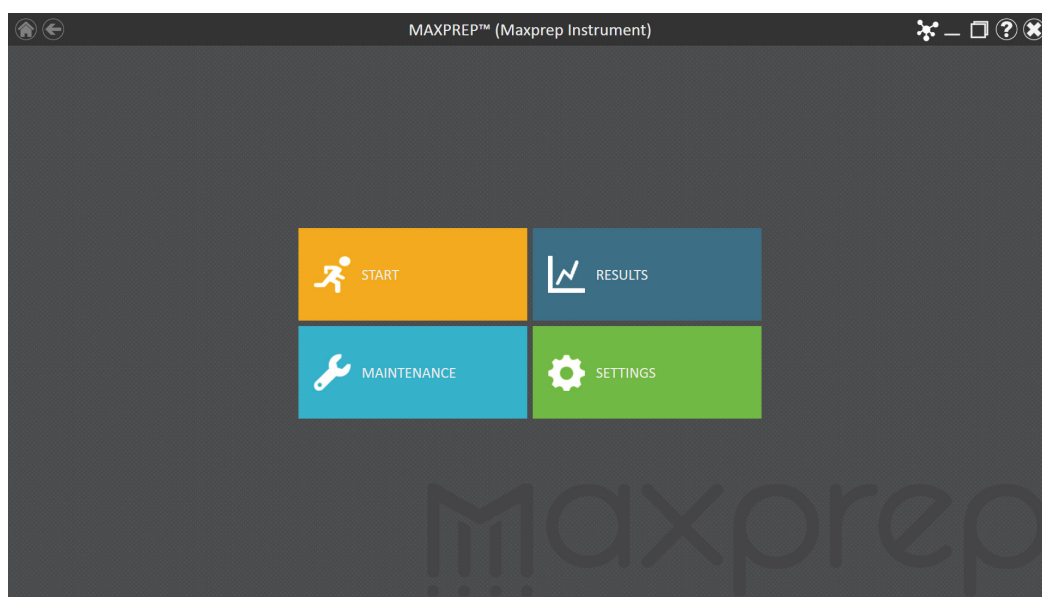 MAXPREP™ (Maxprep Instrument)
START
RESULTS
MAINTENANCE
SETTINGS
maxprep